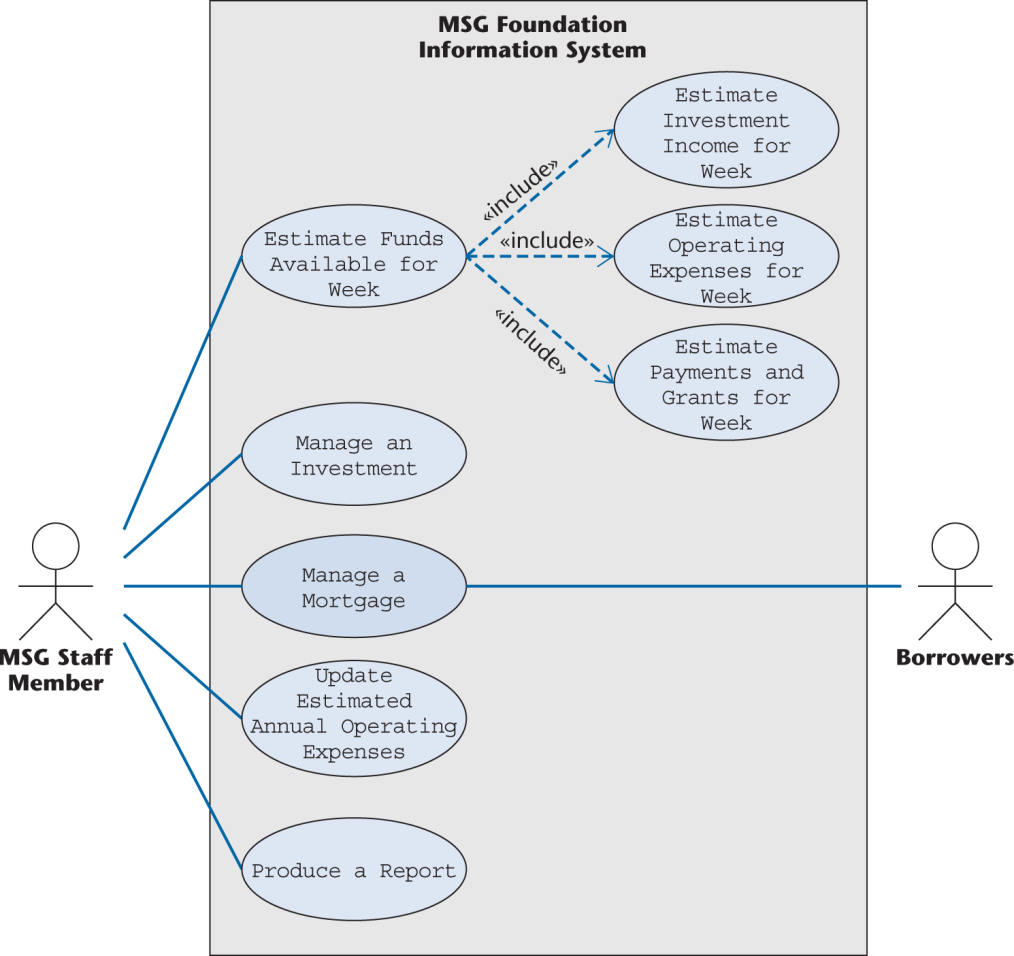 MSG Foundation
Information System
Estimate
Investment
Income for
Week
«include»
Estimate Funds
Available for
Week
«include»
Estimate
Operating
Expenses for
Week
«include»
Estimate
Payments and
Grants for
Week
Manage an
Investment
Manage a
Mortgage
MSG Staff
Member
Borrowers
Update
Estimated
Annual Operating
Expenses
Produce a Report